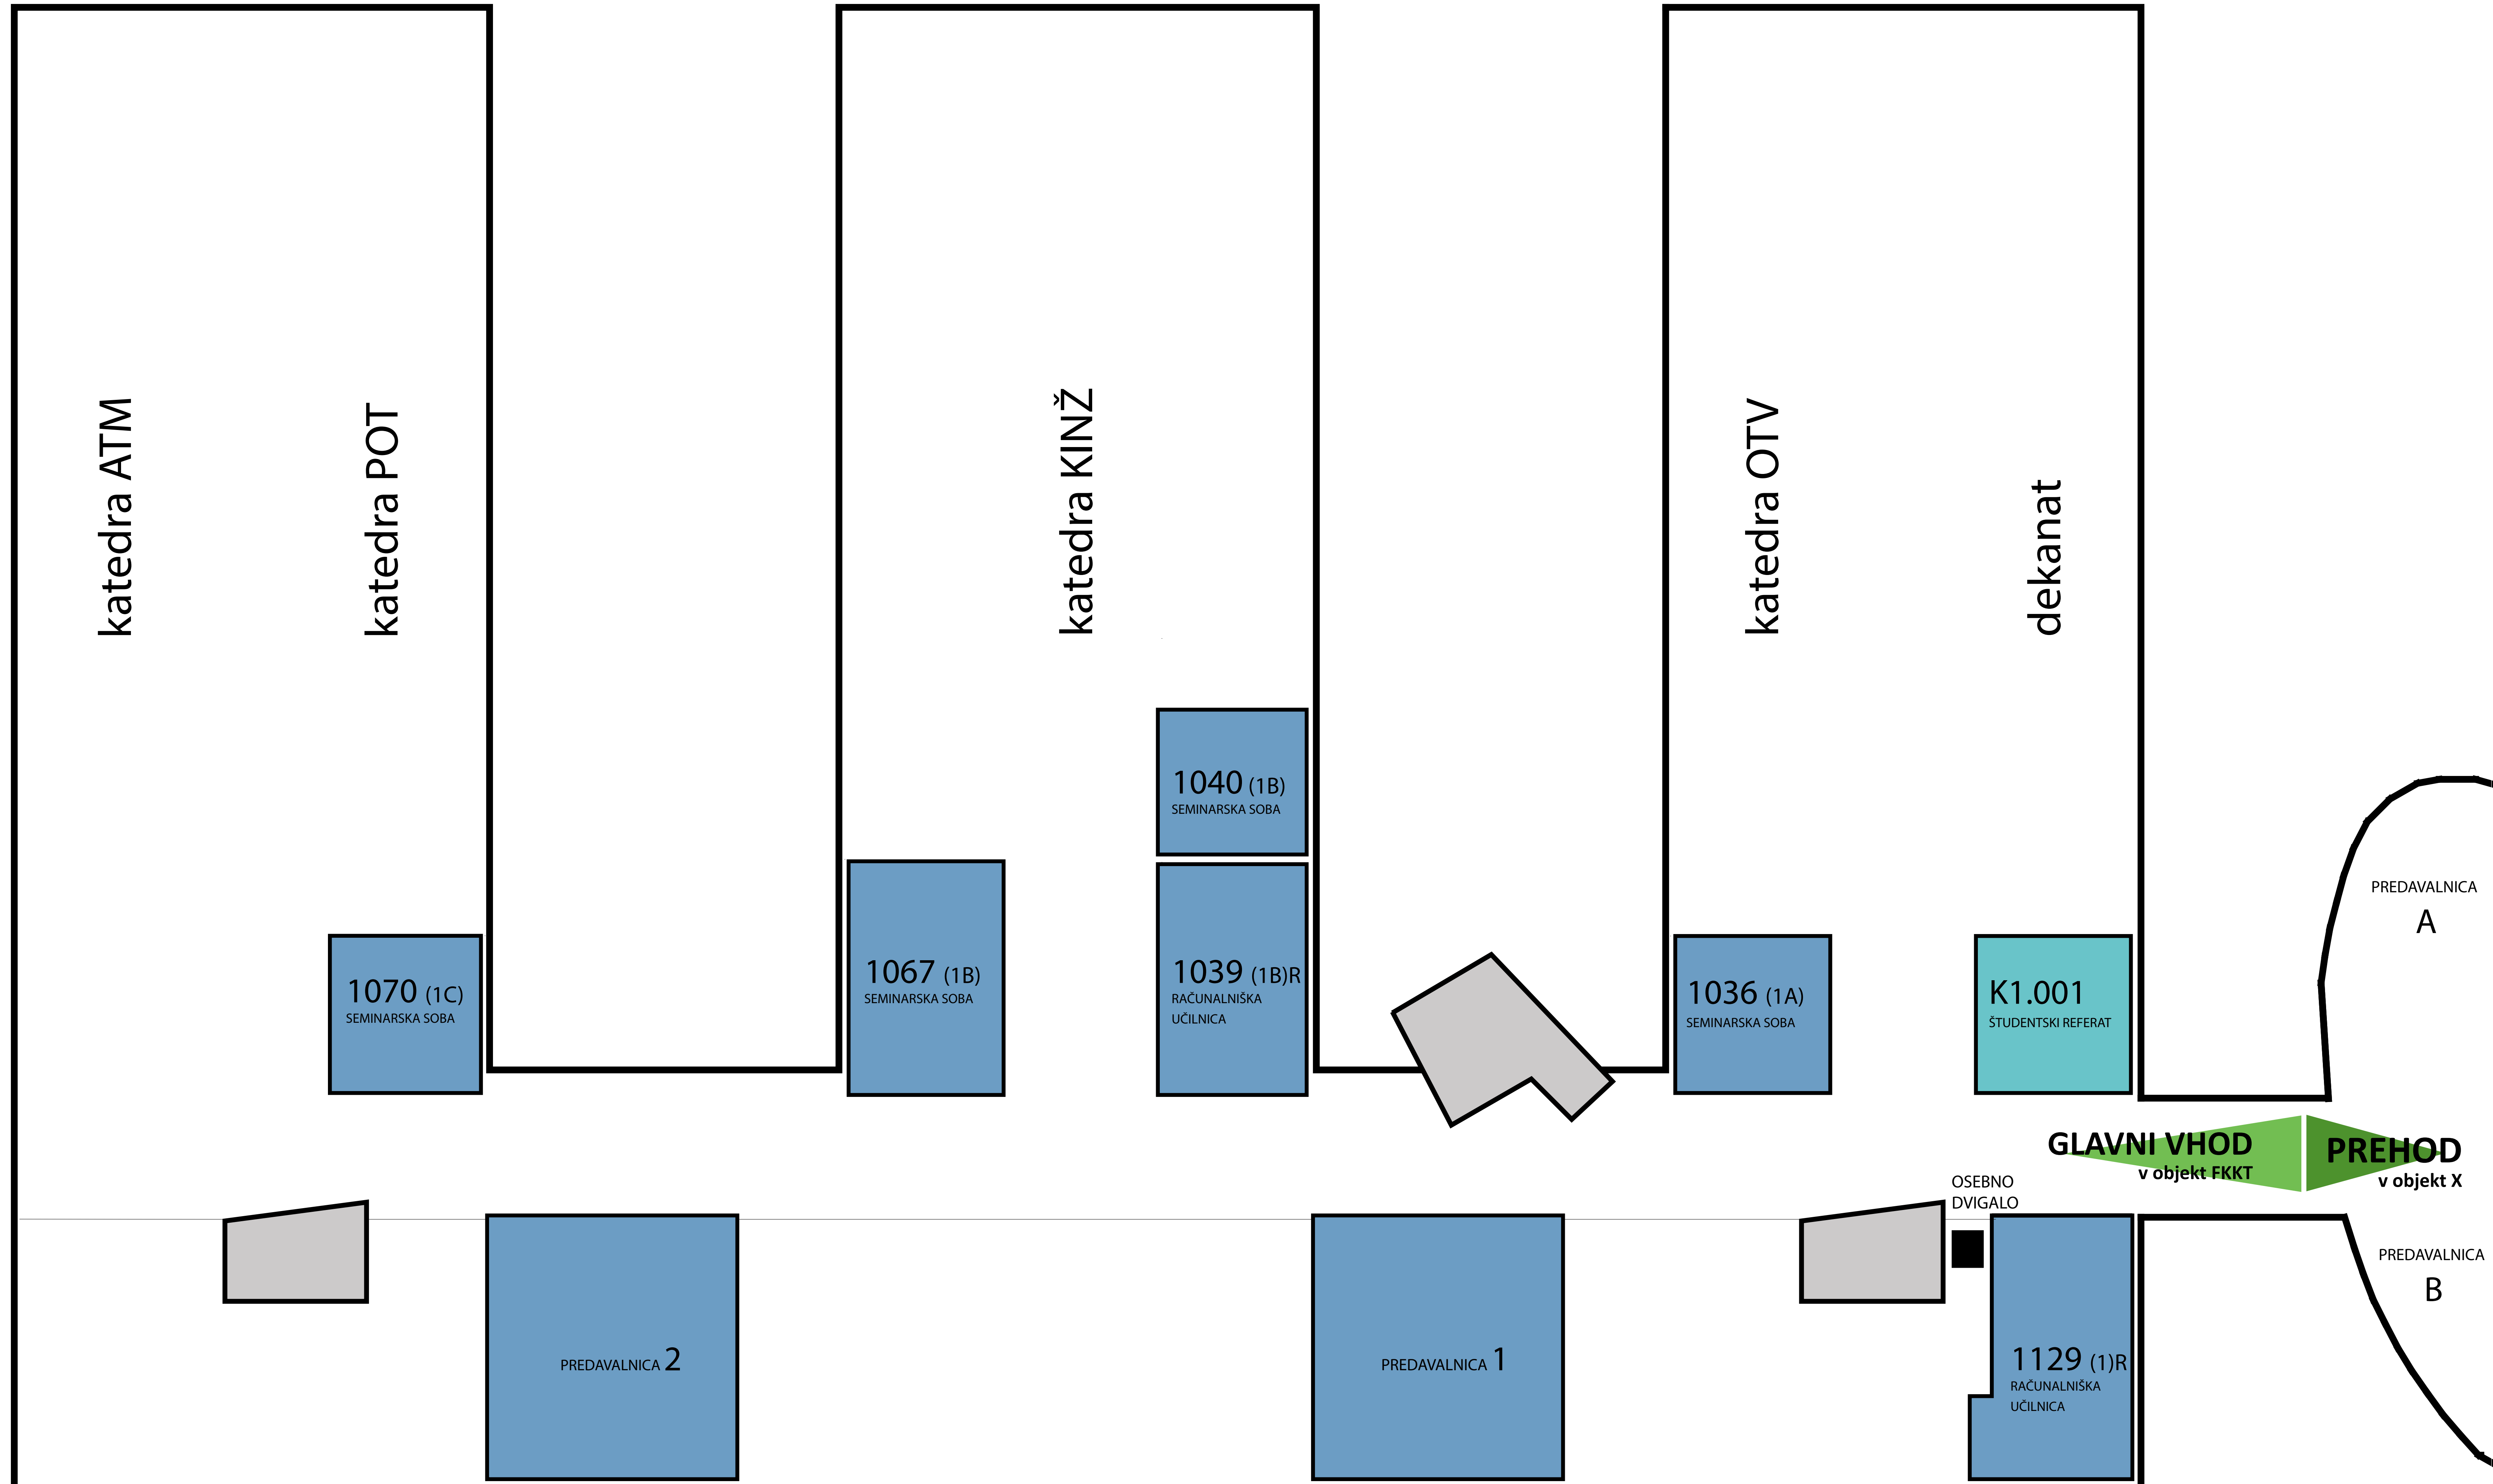 katedra ATM
katedra POT
katedra KINŽ
katedra OTV
dekanat
1040 (1B)
SEMINARSKA SOBA
1070 (1C)
SEMINARSKA SOBA
1067 (1B)
SEMINARSKA SOBA
1039 (1B)R
RAČUNALNIŠKA
UČILNICA
1036 (1A)
SEMINARSKA SOBA
K1.001
ŠTUDENTSKI REFERAT
PREDAVALNICA
A
GLAVNI VHOD
v objekt FKKT
PREHOD
v objekt X
OSEBNO
DVIGALO
PREDAVALNICA 2
PREDAVALNICA 1
1129 (1)R
RAČUNALNIŠKA
UČILNICA
PREDAVALNICA
B